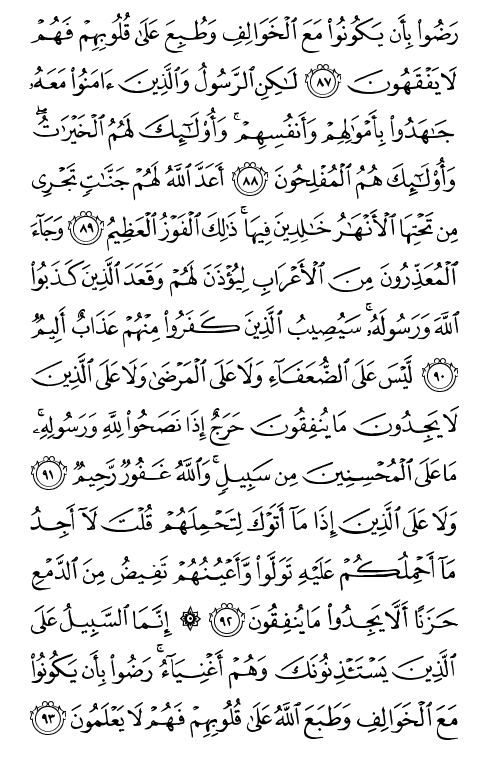 رَضُوا۟ بِأَن يَكُونُوا۟ مَعَ ٱلْخَوَالِفِ وَطُبِعَ عَلَىٰ قُلُوبِهِمْ فَهُمْ
لَا يَفْقَهُونَ ٨٧ لَٰكِنِ ٱلرَّسُولُ وَٱلَّذِينَ ءَامَنُوا۟ مَعَهُۥ
جَٰهَدُوا۟ بِأَمْوَٰلِهِمْ وَأَنفُسِهِمْ ۚ وَأُو۟لَٰٓئِكَ لَهُمُ ٱلْخَيْرَٰتُ ۖ
وَأُو۟لَٰٓئِكَ هُمُ ٱلْمُفْلِحُونَ ٨٨ أَعَدَّ ٱللَّهُ لَهُمْ جَنَّٰتٍ تَجْرِى
مِن تَحْتِهَا ٱلْأَنْهَٰرُ خَٰلِدِينَ فِيهَا ۚ ذَٰلِكَ ٱلْفَوْزُ ٱلْعَظِيمُ ٨٩ وَجَآءَ
ٱلْمُعَذِّرُونَ مِنَ ٱلْأَعْرَابِ لِيُؤْذَنَ لَهُمْ وَقَعَدَ ٱلَّذِينَ كَذَبُوا۟
ٱللَّهَ وَرَسُولَهُۥ ۚ سَيُصِيبُ ٱلَّذِينَ كَفَرُوا۟ مِنْهُمْ عَذَابٌ أَلِيمٌ
٩٠ لَّيْسَ عَلَى ٱلضُّعَفَآءِ وَلَا عَلَى ٱلْمَرْضَىٰ وَلَا عَلَى ٱلَّذِينَ
لَا يَجِدُونَ مَا يُنفِقُونَ حَرَجٌ إِذَا نَصَحُوا۟ لِلَّهِ وَرَسُولِهِۦ ۚ
مَا عَلَى ٱلْمُحْسِنِينَ مِن سَبِيلٍ ۚ وَٱللَّهُ غَفُورٌ رَّحِيمٌ ٩١
وَلَا عَلَى ٱلَّذِينَ إِذَا مَآ أَتَوْكَ لِتَحْمِلَهُمْ قُلْتَ لَآ أَجِدُ
مَآ أَحْمِلُكُمْ عَلَيْهِ تَوَلَّوا۟ وَّأَعْيُنُهُمْ تَفِيضُ مِنَ ٱلدَّمْعِ
حَزَنًا أَلَّا يَجِدُوا۟ مَا يُنفِقُونَ ٩٢ ۞ إِنَّمَا ٱلسَّبِيلُ عَلَى
ٱلَّذِينَ يَسْتَـْٔذِنُونَكَ وَهُمْ أَغْنِيَآءُ ۚ رَضُوا۟ بِأَن يَكُونُوا۟
مَعَ ٱلْخَوَالِفِ وَطَبَعَ ٱللَّهُ عَلَىٰ قُلُوبِهِمْ فَهُمْ لَا يَعْلَمُونَ ٩٣